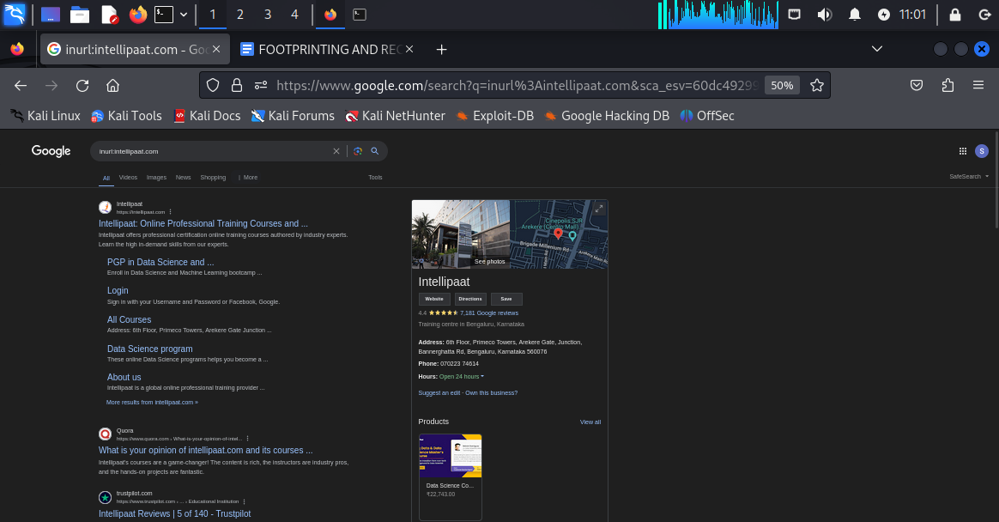 1 2 3 4
11:01
inurl:intellipaat.com - Goo
FOOTPRINTING AND REC
https://www.google.com/search?q=inurl%3Aintellipaat.com&sca_esv=60dc49299
50%
Kali Linux Kali Tools Kali Docs Kali Forums Kali NetHunter Exploit-DB Google Hacking DB OffSec
Google
inurl:intellipaat.com
S
All Videos Images News Shopping More Tools
SafeSearch
Intellipaat
https://intellipaat.com
Intellipaat: Online Professional Training Courses and ...
Intellipaat offers professional certification online training courses authored by industry experts.
Learn the high in-demand skills from our experts.
PGP in Data Science and ...
Enroll in Data Science and Machine Learning bootcamp ...
Login
Sign in with your Username and Password or Facebook, Google.
All Courses
Address: 6th Floor, Primeco Towers, Arekere Gate Junction ...
Data Science program
These online Data Science programs helps you become a ...
About us
Intellipaat is a global online professional training provider ...
More results from intellipaat.com »
Quora
https://www.quora.com › What-is-your-opinion-of-intel...
What is your opinion of intellipaat.com and its courses ...
Intellipaat's courses are a game-changer! The content is rich, the instructors are industry pros,
and the hands-on projects are fantastic.
trustpilot.com
https://www.trustpilot.com › ... › Educational Institution
Intellipaat Reviews | 5 of 140 - Trustpilot
See photos
Cinepolis SJR
Arekere (Centro Mall)
Brigade Millenium Rd
Arekere Main Rd
Intellipaat
Website Directions Save
4.4 7,181 Google reviews
Training centre in Bengaluru, Karnataka
Address: 6th Floor, Primeco Towers, Arekere Gate, Junction,
Bannerghatta Rd, Bengaluru, Karnataka 560076
Phone: 070223 74614
Hours: Open 24 hours
Suggest an edit · Own this business?
Products
View all
Data Science Co...
₹22,743.00